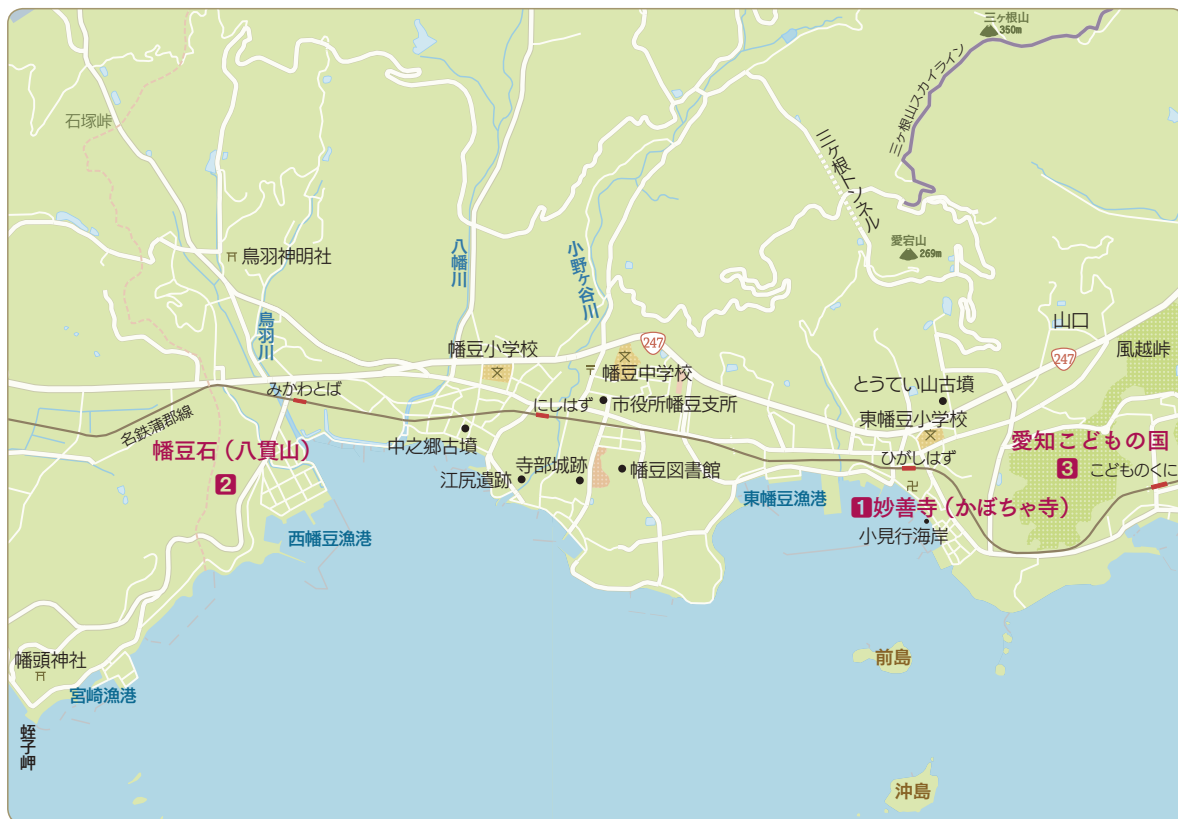 三ヶ根山
350m
三ヶ根山スカイライン
石塚峠
三ヶ根トンネル
愛宕山
269m
鳥羽神明社
八幡川
小野ヶ谷川
鳥羽川
山口
247
247
風越峠
幡豆小学校
幡豆中学校
とうてい山古墳
みかわとば
にしはず
市役所幡豆支所
東幡豆小学校
名鉄蒲郡線
中之郷古墳
幡豆石（八貫山）
2
寺部城跡
江尻遺跡
幡豆図書館
ひがしはず
愛知こどもの国
3
こどものくに
東幡豆漁港
1 妙善寺（かぼちゃ寺）
小見行海岸
西幡豆漁港
幡頭神社
宮崎漁港
前島
蛭子岬
沖島